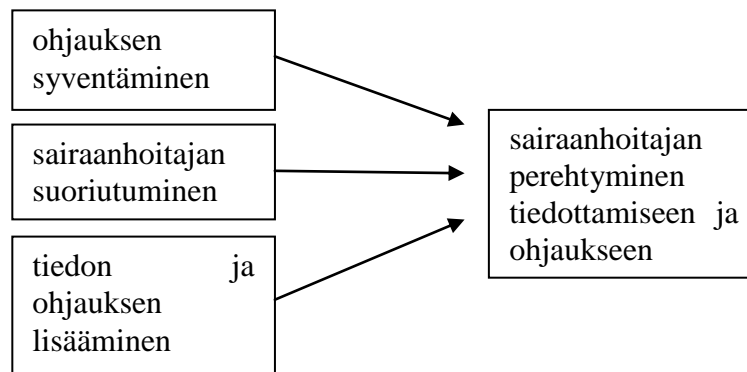 ohjauksen
syventäminen
sairaanhoitajan
suoriutuminen
tiedon ja
ohjauksen
lisääminen
sairaanhoitajan
perehtyminen
tiedottamiseen ja
ohjaukseen